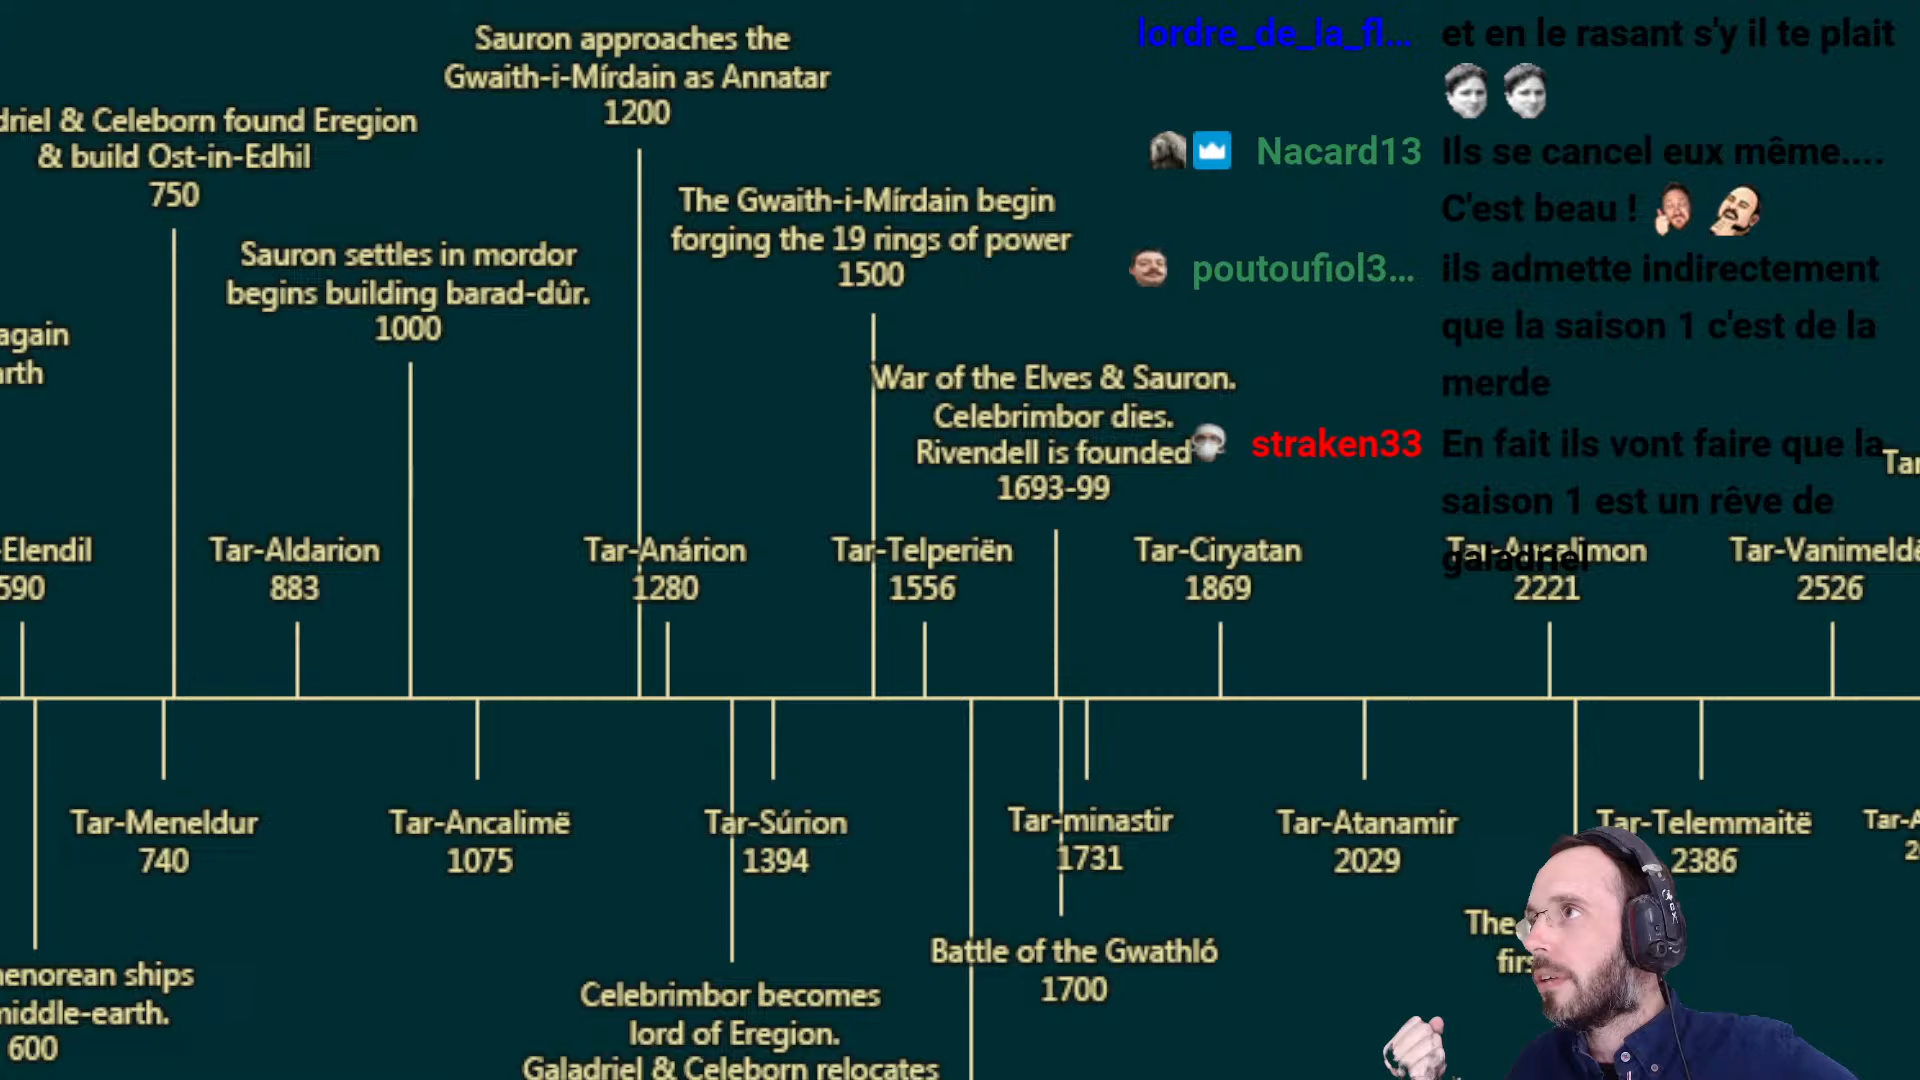 Sauron approaches the
Gwaith-i-Mírdain as Annatar
1200
driel & Celeborn found Eregion
& build Ost-in-Edhil
750
Sauron settles in mordor
begins building barad-dûr.
1000
The Gwaith-i-Mírdain begin
forging the 19 rings of power
1500
again
rth
War of the Elves & Sauron.
Celebrimbor dies.
Rivendell is founded
1693-99
lordre_de_la_fl... et en le rasant s'y il te plait
Nacard13 Ils se cancel eux même....
C'est beau !
poutoufiol3... ils admette indirectement
que la saison 1 c'est de la
merde
straken33 En fait ils vont faire que la
saison 1 est un rêve de
galadriel
Tar
Elendil
590
Tar-Aldarion
883
Tar-Anárion
1280
Tar-Telperiën
1556
Tar-Ciryatan
1869
2221
Tar-Vanimeldë
2526
Tar-Meneldur
740
Tar-Ancalimë
1075
Tar-Súrion
1394
Tar-minastir
1731
Tar-Atanamir
2029
Tar-Telemmaitë
2386
Tar-A
2
enorean ships
niddle-earth.
600
Celebrimbor becomes
lord of Eregion.
Galadriel & Celeborn relocates
Battle of the Gwathló
1700
The
firs